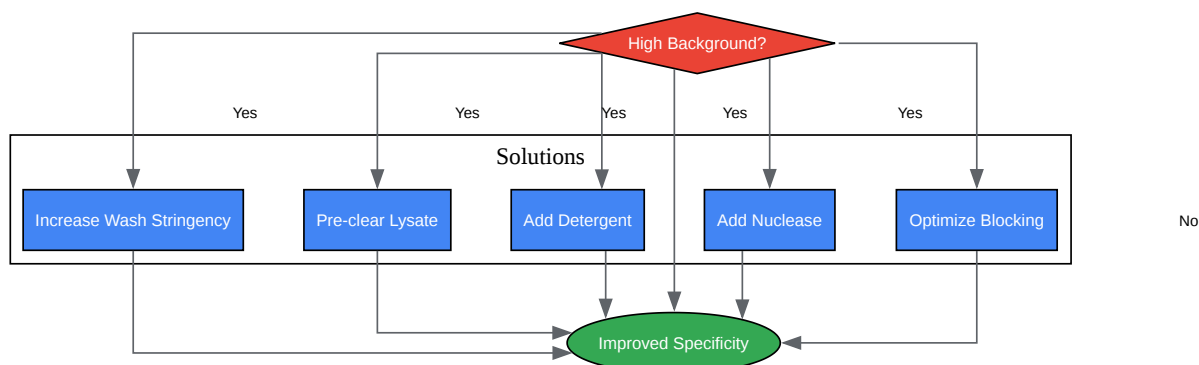 High Background?
Yes
Yes
Yes
Yes
Yes
Solutions
Increase Wash Stringency
Pre-clear Lysate
Add Detergent
Add Nuclease
Optimize Blocking
No
Improved Specificity